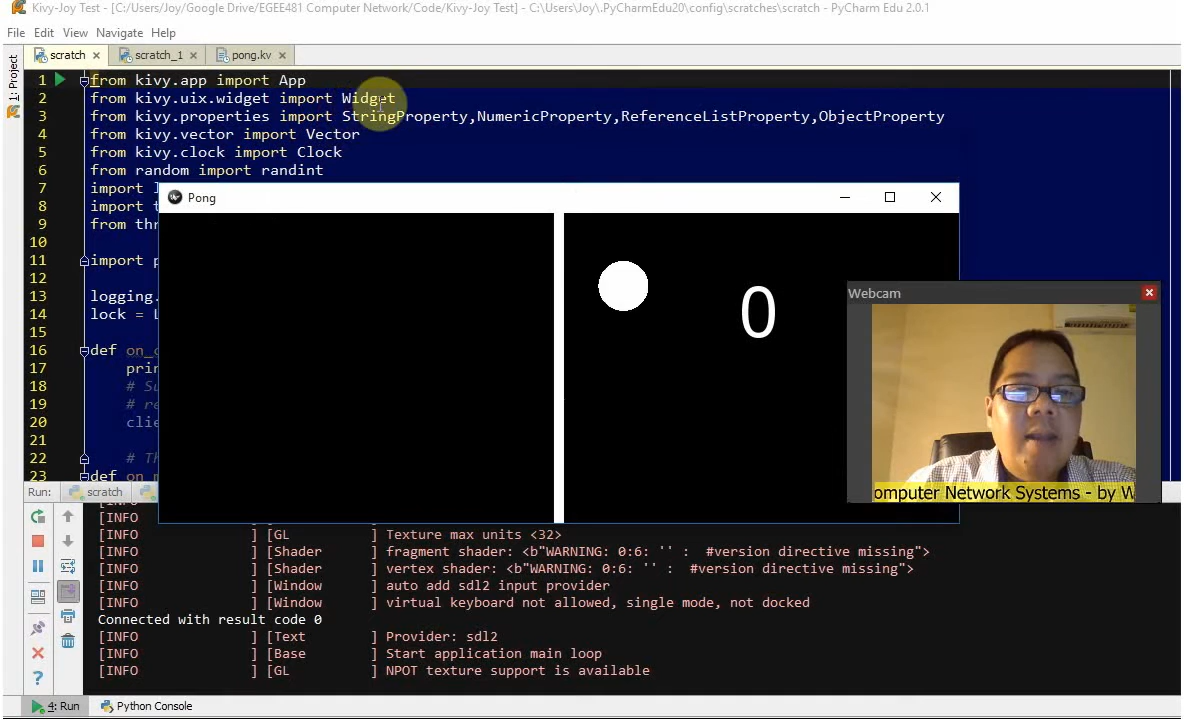 Kivy-Joy Test - [C:/Users/Joy/Google Drive/EGEE481 Computer Network/Code/Kivy-Joy Test] - C:\Users\Joy\.PyCharmEdu20\config\scratches\scratch - PyCharm Edu 2.0.1
File Edit View Navigate Help
1: Project
scratch scratch_1 pong.kv
1 from kivy.app import App
2 from kivy.uix.widget import Widget
3 from kivy.properties import StringProperty,NumericProperty,ReferenceListProperty,ObjectProperty
4 from kivy.vector import Vector
5 from kivy.clock import Clock
6 from random import randint
7 import
8 import
9 from thr
10
11 import p
12
13 logging.
14 lock =
15
16 def on_
17 prin
18 # Su
19 # re
20 clie
21
22 # Th
23 def on
Pong
0
Webcam
omputer Network Systems - by W
Run: scratch
[INFO
[INFO
[INFO ] [GL ] Texture max units <32>
[INFO ] [Shader ] fragment shader: <b"WARNING: 0:6: '' : #version directive missing">
[INFO ] [Shader ] vertex shader: <b"WARNING: 0:6: '' : #version directive missing">
[INFO ] [Window ] auto add sdl2 input provider
[INFO ] [Window ] virtual keyboard not allowed, single mode, not docked
Connected with result code 0
[INFO ] [Text ] Provider: sdl2
[INFO ] [Base ] Start application main loop
[INFO ] [GL ] NPOT texture support is available
4: Run Python Console